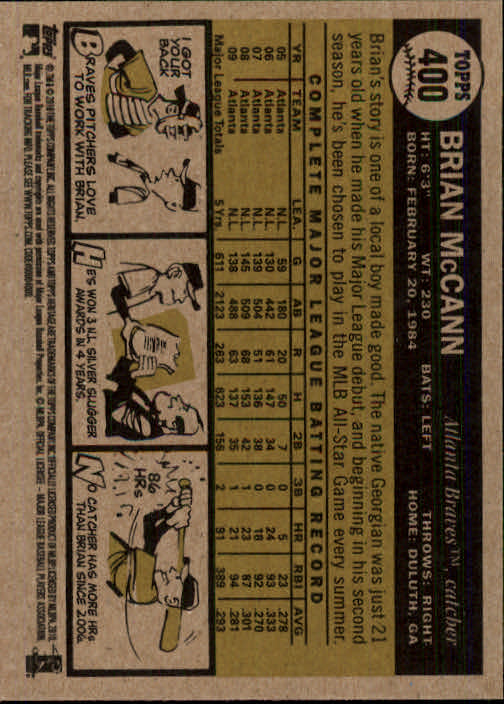 TOPPS
400
BRIAN McCANN
Atlanta Braves™, catcher
HT: 6'3" WT: 230 BATS: LEFT THROWS: RIGHT
BORN: FEBRUARY 20, 1984 HOME: DULUTH, GA
Brian's story is one of a local boy made good. The native Georgian was just 21
years old when he made his Major League debut, and beginning in his second
season, he's been chosen to play in the MLB All-Star Game every summer.
COMPLETE MAJOR LEAGUE BATTING RECORD
YR TEAM LEA. G AB R H 2B 3B HR RBI AVG
05 Atlanta N.L. 59 180 20 50 7 0 5 23 .278
06 Atlanta N.L. 130 442 61 147 34 0 24 93 .333
07 Atlanta N.L. 139 504 51 136 38 0 18 92 .270
08 Atlanta N.L. 145 509 68 153 42 1 23 87 .301
09 Atlanta N.L. 138 488 63 137 35 1 21 94 .281
Major League Totals 5 Yrs. 611 2123 263 623 156 2 91 389 .293
I GOT
YOUR
BACK
BRAVES PITCHERS LOVE
TO WORK WITH BRIAN.
HE'S WON 3 N.L. SILVER SLUGGER
AWARDS IN 4 YEARS.
86
HRs
NO CATCHER HAS MORE HRs
THAN BRIAN SINCE 2006.
Topps